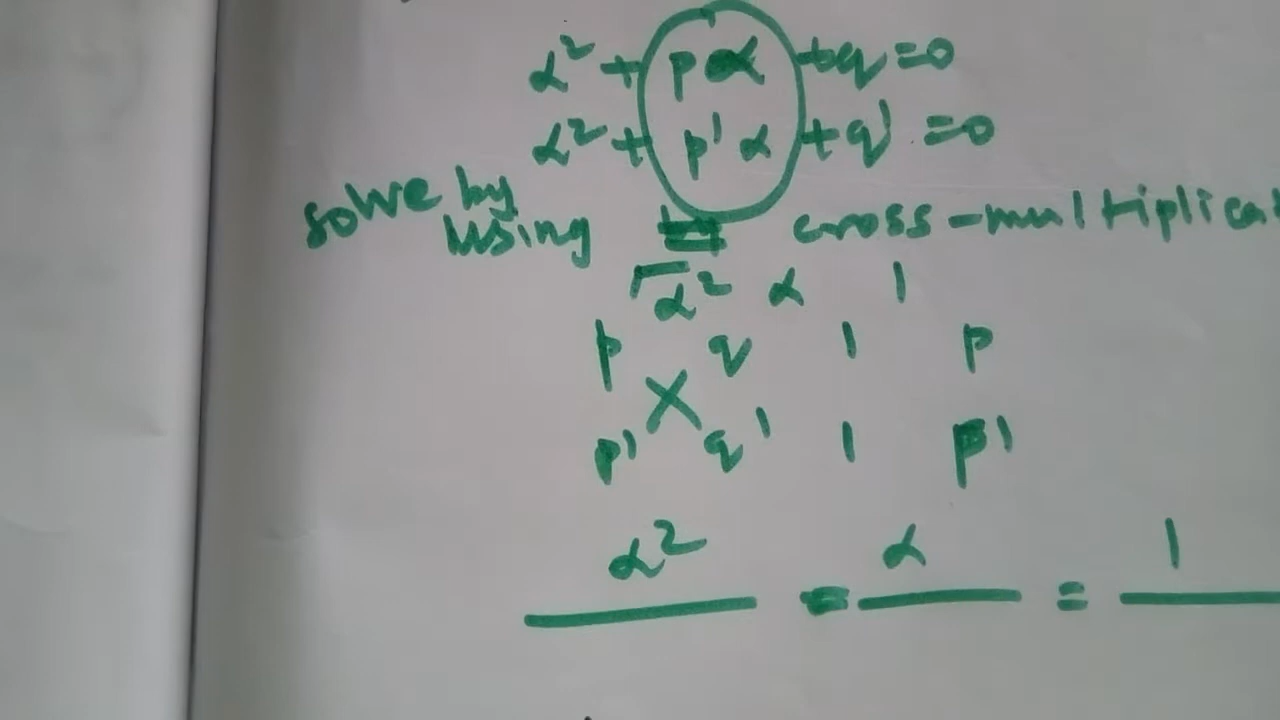 α² + pα + q = 0
α² + p' α + q' = 0
solve by
using cross-multiplicat
α² α 1
p q 1 p
p' q' 1 p'
α² = α = 1